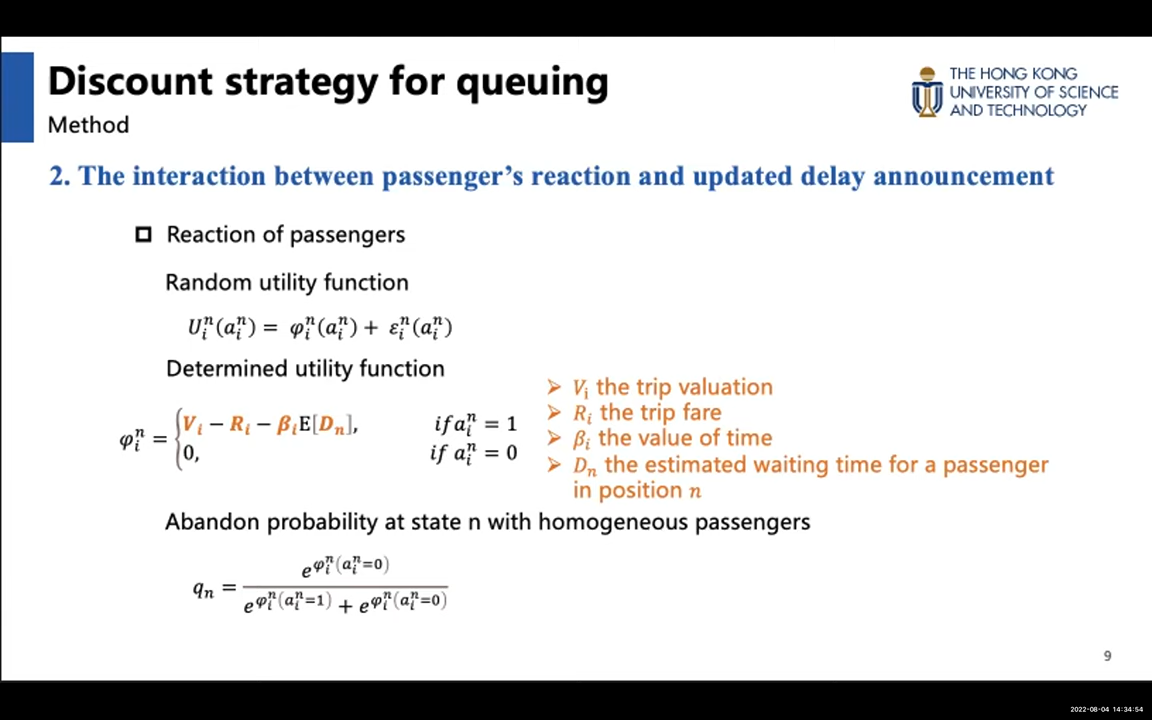 Discount strategy for queuing
Method
THE HONG KONG
UNIVERSITY OF SCIENCE
AND TECHNOLOGY
2. The interaction between passenger's reaction and updated delay announcement
Reaction of passengers
Random utility function
U_i^n(a_i^n) = φ_i^n(a_i^n) + ε_i^n(a_i^n)
Determined utility function
φ_i^n = { V_i − R_i − β_i E[D_n], if a_i^n = 1
{ 0, if a_i^n = 0
➢ V_i the trip valuation
➢ R_i the trip fare
➢ β_i the value of time
➢ D_n the estimated waiting time for a passenger
in position n
Abandon probability at state n with homogeneous passengers
q_n = e^{φ_i^n(a_i^n=0)} / (e^{φ_i^n(a_i^n=1)} + e^{φ_i^n(a_i^n=0)})
9
2022-08-04 14:34:54